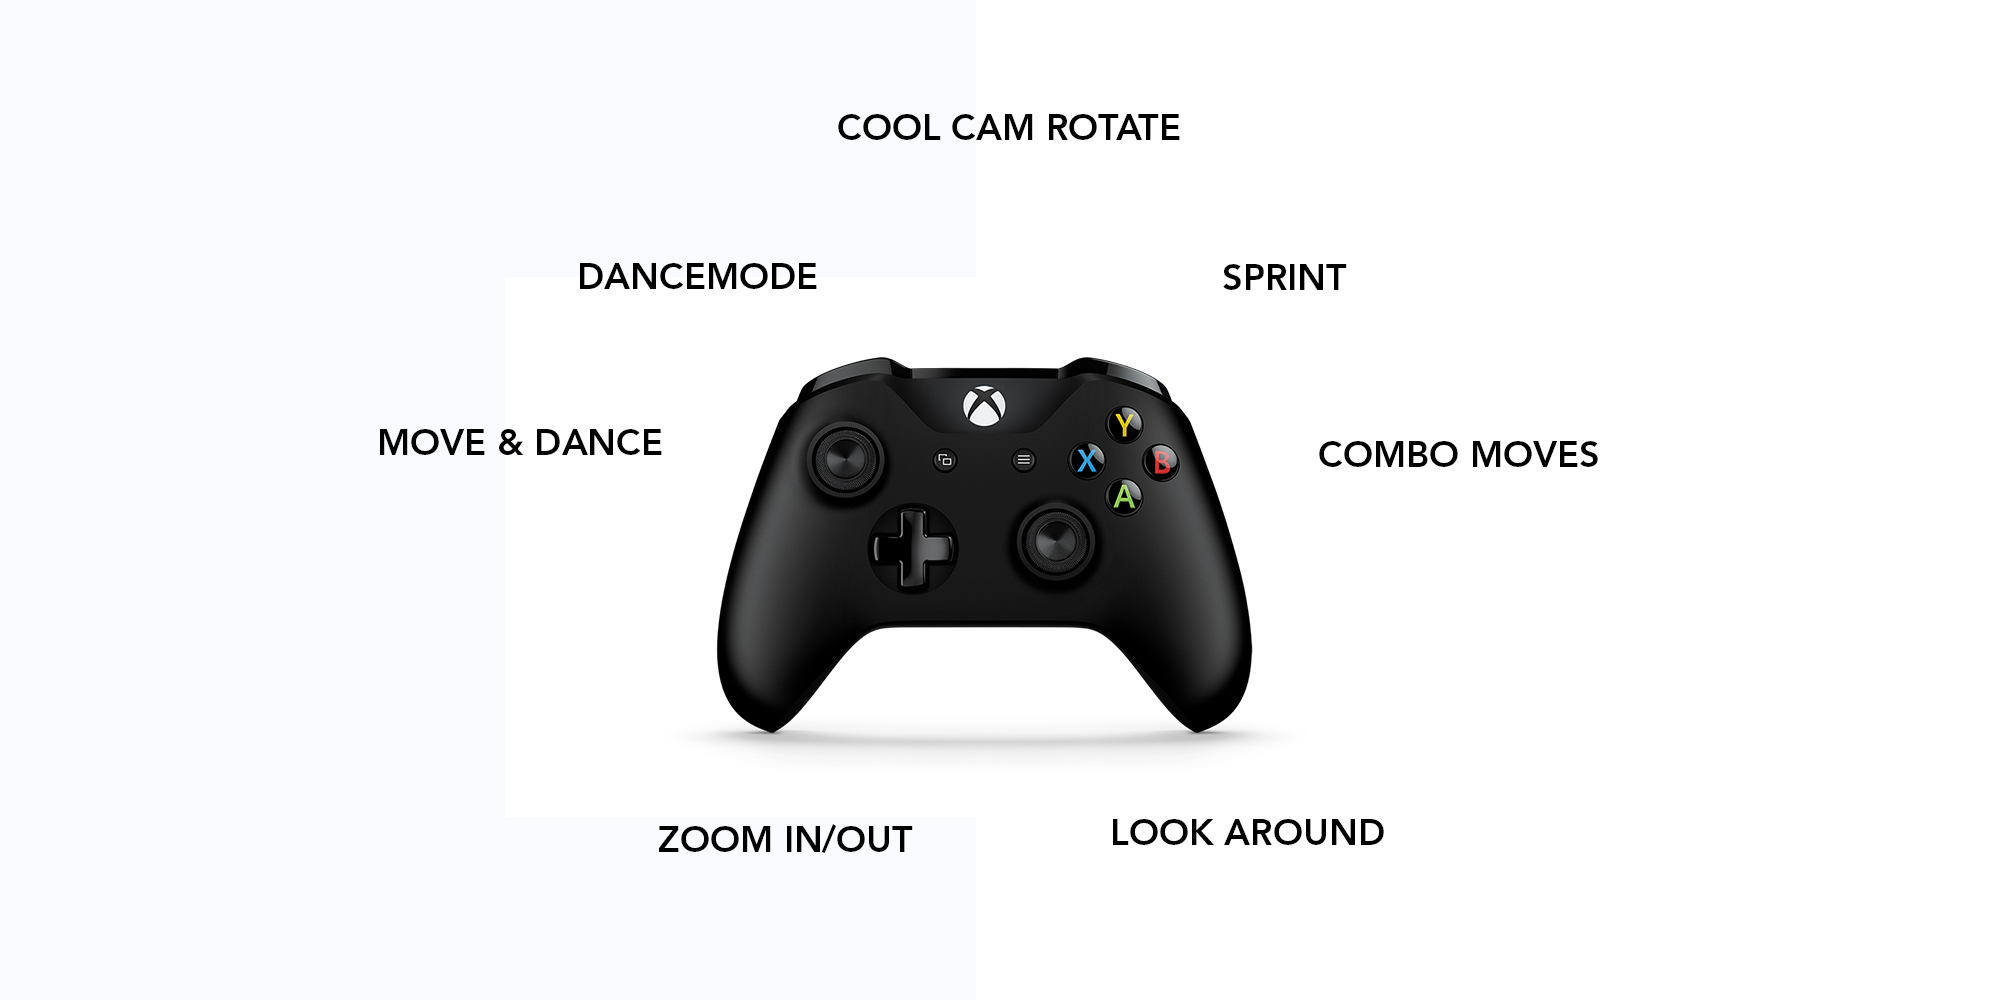 COOL CAM ROTATE
DANCEMODE
SPRINT
MOVE & DANCE
COMBO MOVES
Y
X
B
A
ZOOM IN/OUT
LOOK AROUND